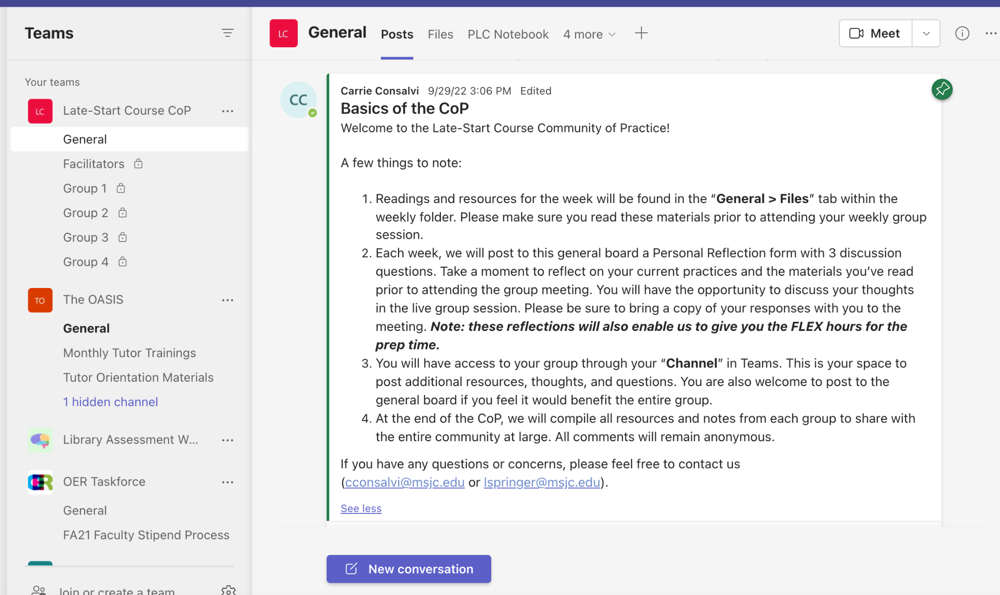 Teams
Your teams
LC Late-Start Course CoP
General
Facilitators
Group 1
Group 2
Group 3
Group 4
TO The OASIS
General
Monthly Tutor Trainings
Tutor Orientation Materials
1 hidden channel
Library Assessment W...
OER OER Taskforce
General
FA21 Faculty Stipend Process
Join or create a team
LC General Posts Files PLC Notebook 4 more Meet
CC
Carrie Consalvi 9/29/22 3:06 PM Edited
Basics of the CoP
Welcome to the Late-Start Course Community of Practice!
A few things to note:
1. Readings and resources for the week will be found in the “General > Files” tab within the
weekly folder. Please make sure you read these materials prior to attending your weekly group
session.
2. Each week, we will post to this general board a Personal Reflection form with 3 discussion
questions. Take a moment to reflect on your current practices and the materials you’ve read
prior to attending the group meeting. You will have the opportunity to discuss your thoughts
in the live group session. Please be sure to bring a copy of your responses with you to the
meeting. Note: these reflections will also enable us to give you the FLEX hours for the
prep time.
3. You will have access to your group through your “Channel” in Teams. This is your space to
post additional resources, thoughts, and questions. You are also welcome to post to the
general board if you feel it would benefit the entire group.
4. At the end of the CoP, we will compile all resources and notes from each group to share with
the entire community at large. All comments will remain anonymous.
If you have any questions or concerns, please feel free to contact us
(cconsalvi@msjc.edu or lspringer@msjc.edu).
See less
New conversation